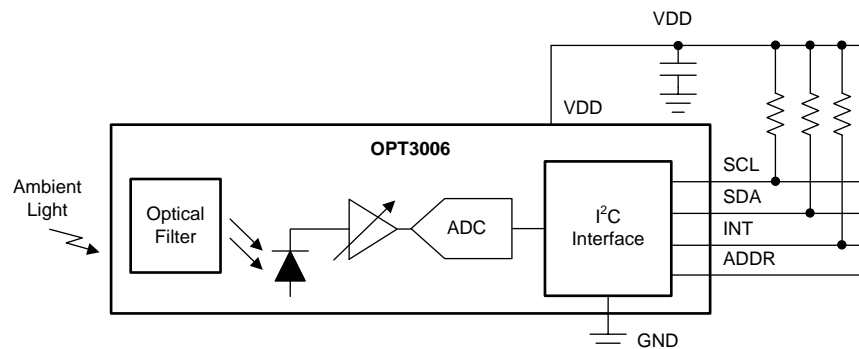 VDD
VDD
OPT3006
Ambient
Light
Optical
Filter
ADC
I²C
Interface
SCL
SDA
INT
ADDR
GND